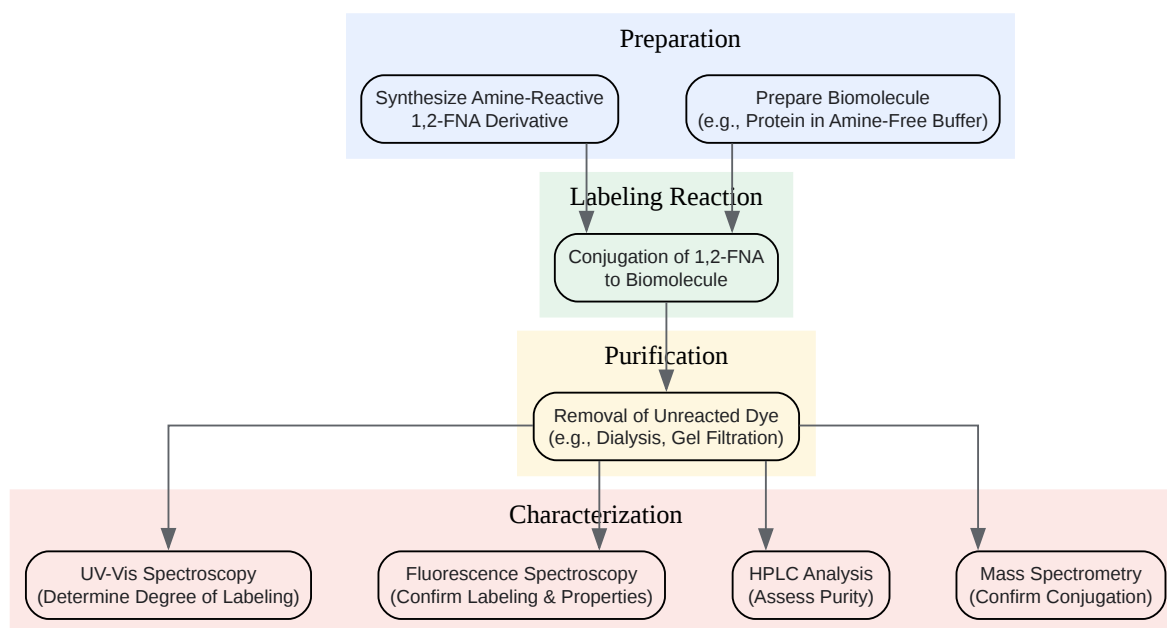 Preparation
Synthesize Amine-Reactive
1,2-FNA Derivative
Prepare Biomolecule
(e.g., Protein in Amine-Free Buffer)
Labeling Reaction
Conjugation of 1,2-FNA
to Biomolecule
Purification
Removal of Unreacted Dye
(e.g., Dialysis, Gel Filtration)
Characterization
UV-Vis Spectroscopy
(Determine Degree of Labeling)
Fluorescence Spectroscopy
(Confirm Labeling & Properties)
HPLC Analysis
(Assess Purity)
Mass Spectrometry
(Confirm Conjugation)